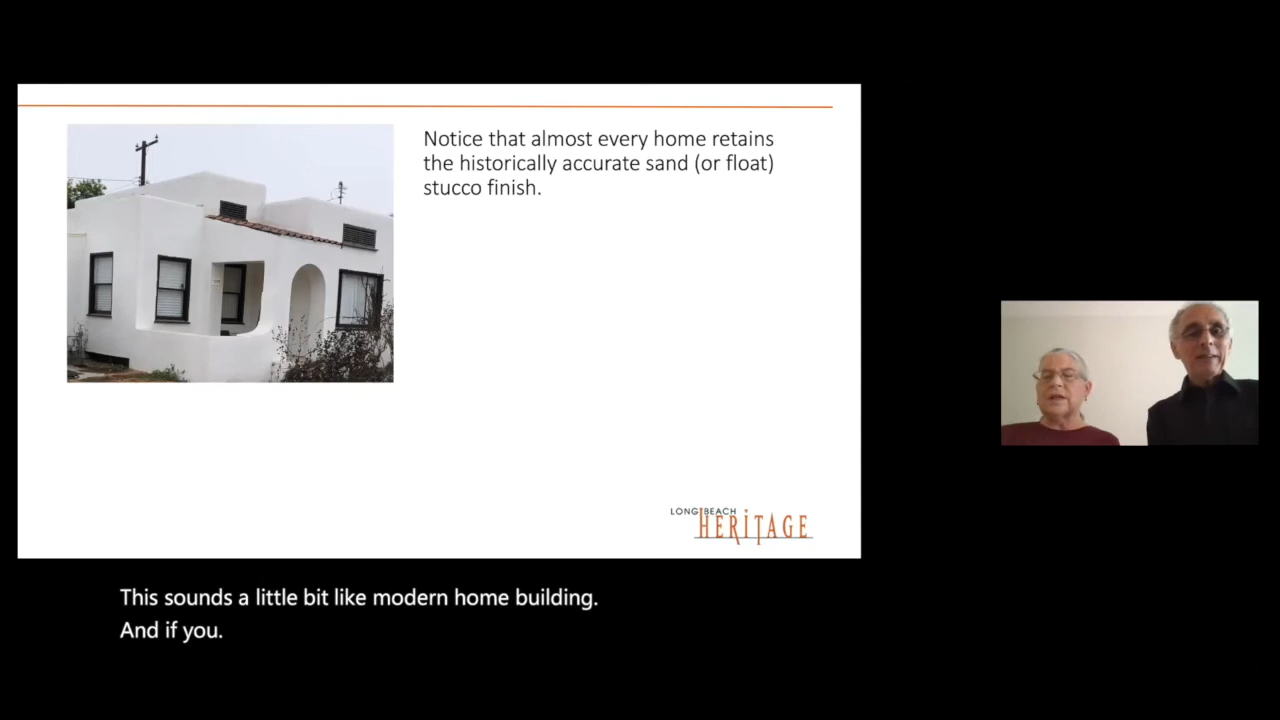 Notice that almost every home retains
the historically accurate sand (or float)
stucco finish.
LONG BEACH
HERITAGE
This sounds a little bit like modern home building.
And if you.